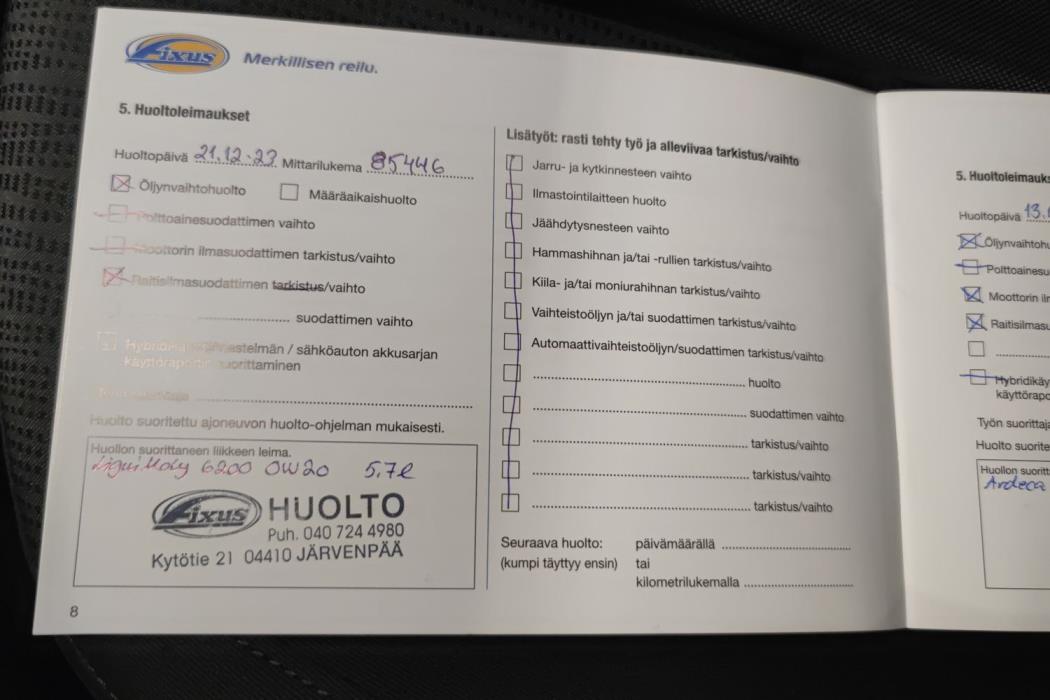 Fixus Merkillisen reilu.
5. Huoltoleimaukset
Huoltopäivä 21.12.23 Mittarilukema 85446
Öljynvaihtohuolto Määräaikaishuolto
Polttoainesuodattimen vaihto
Moottorin ilmasuodattimen tarkistus/vaihto
Raitisilmasuodattimen tarkistus/vaihto
suodattimen vaihto
/ sähköauton akkusarjan
käyttöraportin suorittaminen
Huolto suoritettu ajoneuvon huolto-ohjelman mukaisesti.
Huollon suorittaneen liikkeen leima.
Liqui Moly 6200 0W20 5,7l
Fixus HUOLTO
Puh. 040 724 4980
Kytötie 21 04410 JÄRVENPÄÄ
8
Lisätyöt: rasti tehty työ ja alleviivaa tarkistus/vaihto
Jarru- ja kytkinnesteen vaihto
Ilmastointilaitteen huolto
Jäähdytysnesteen vaihto
Hammashihnan ja/tai -rullien tarkistus/vaihto
Kiila- ja/tai moniurahihnan tarkistus/vaihto
Vaihteistoöljyn ja/tai suodattimen tarkistus/vaihto
Automaattivaihteistoöljyn/suodattimen tarkistus/vaihto
huolto
suodattimen vaihto
tarkistus/vaihto
tarkistus/vaihto
tarkistus/vaihto
Seuraava huolto: päivämäärällä
(kumpi täyttyy ensin) tai
kilometrilukemalla
5. Huoltoleimauks
Huoltopäivä 13.
Öljynvaihtohu
Polttoainesu
Moottorin iln
Raitisilmasu
Hybridikäy
käyttörapo
Työn suorittaja
Huolto suorite
Huollon suoritt
Ardeca